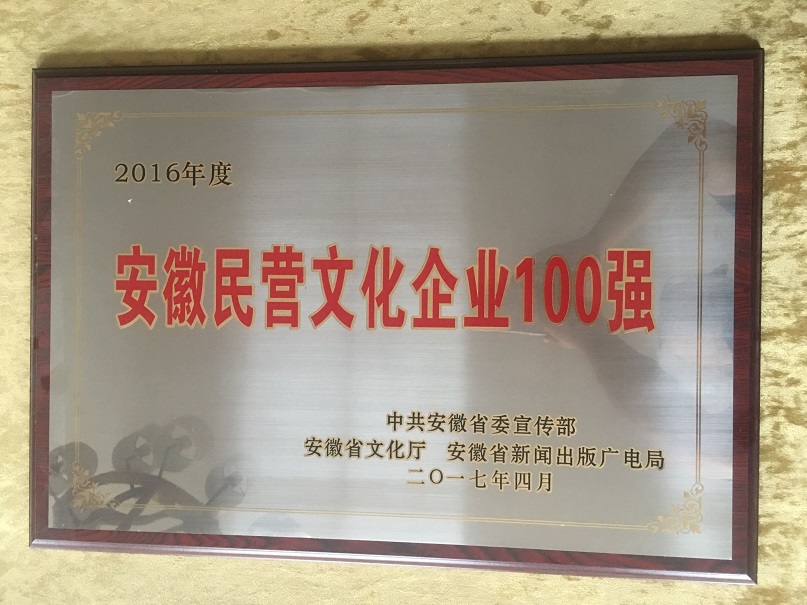 2016年度
安徽民营文化企业100强
中共安徽省委宣传部
安徽省文化厅 安徽省新闻出版广电局
二〇一七年四月